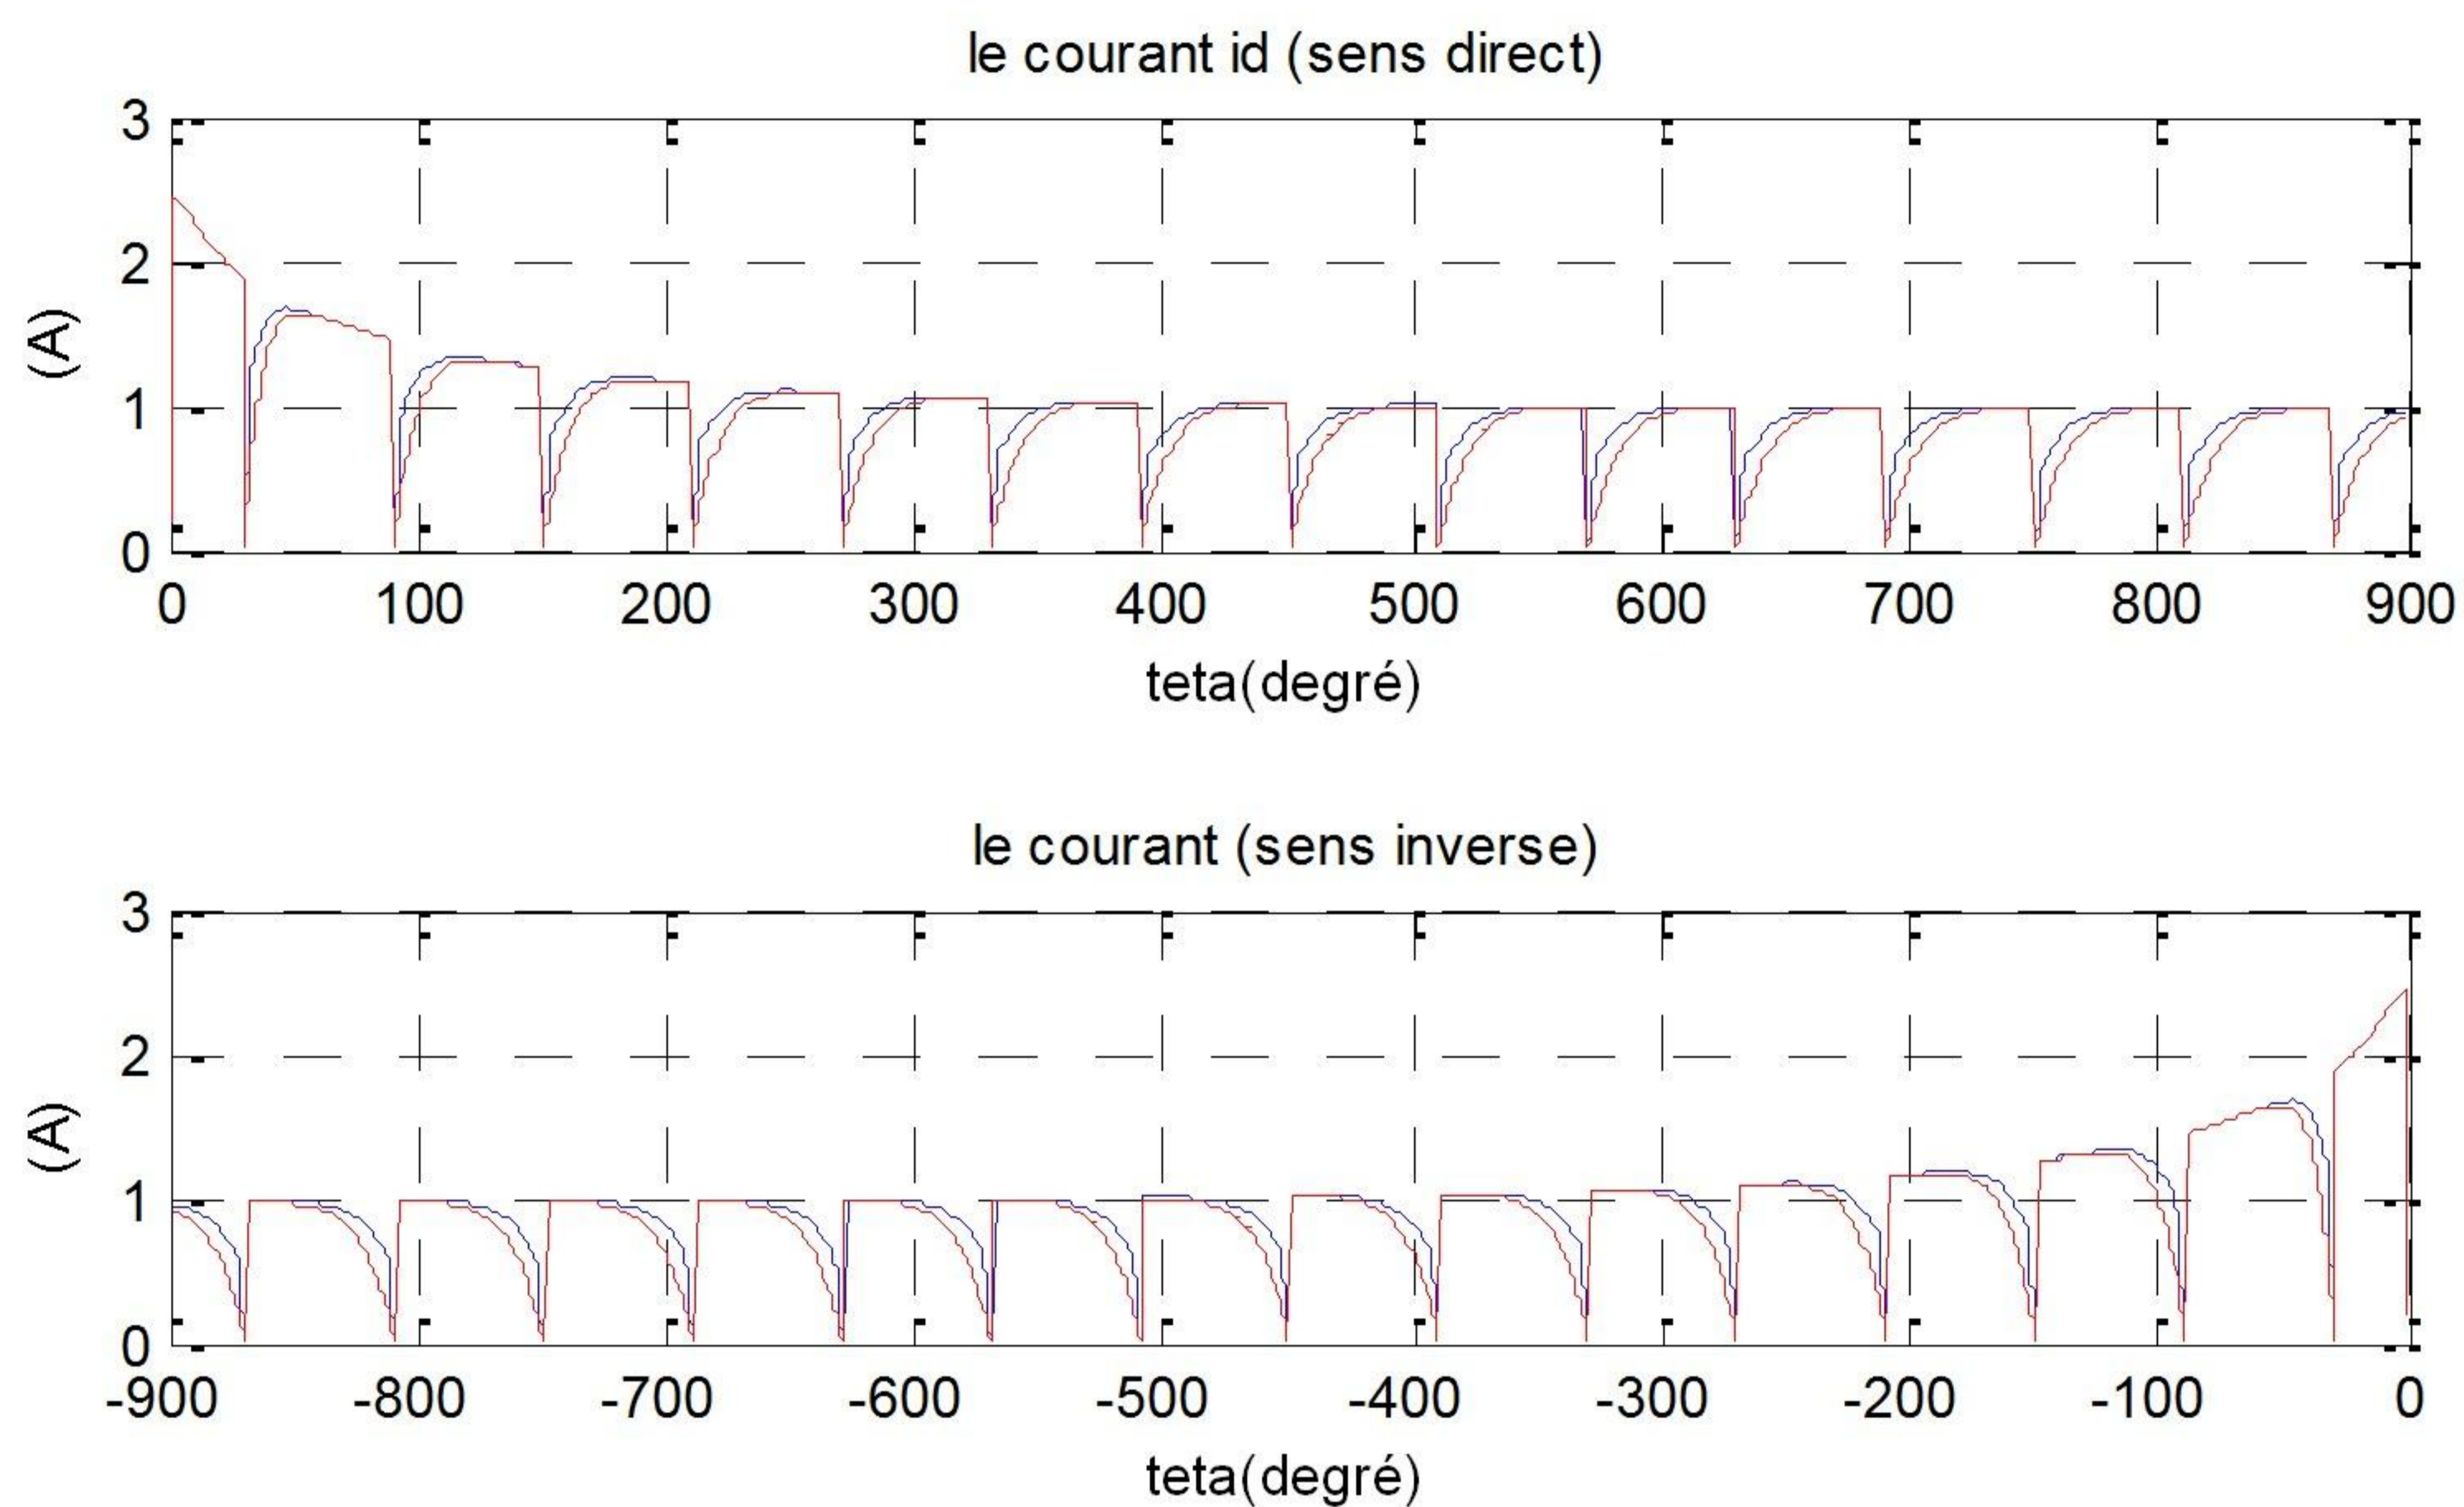 le courant id (sens direct)
3
2
1
0
(A)
0 100 200 300 400 500 600 700 800 900
teta(degré)
le courant (sens inverse)
3
2
1
0
(A)
-900 -800 -700 -600 -500 -400 -300 -200 -100 0
teta(degré)